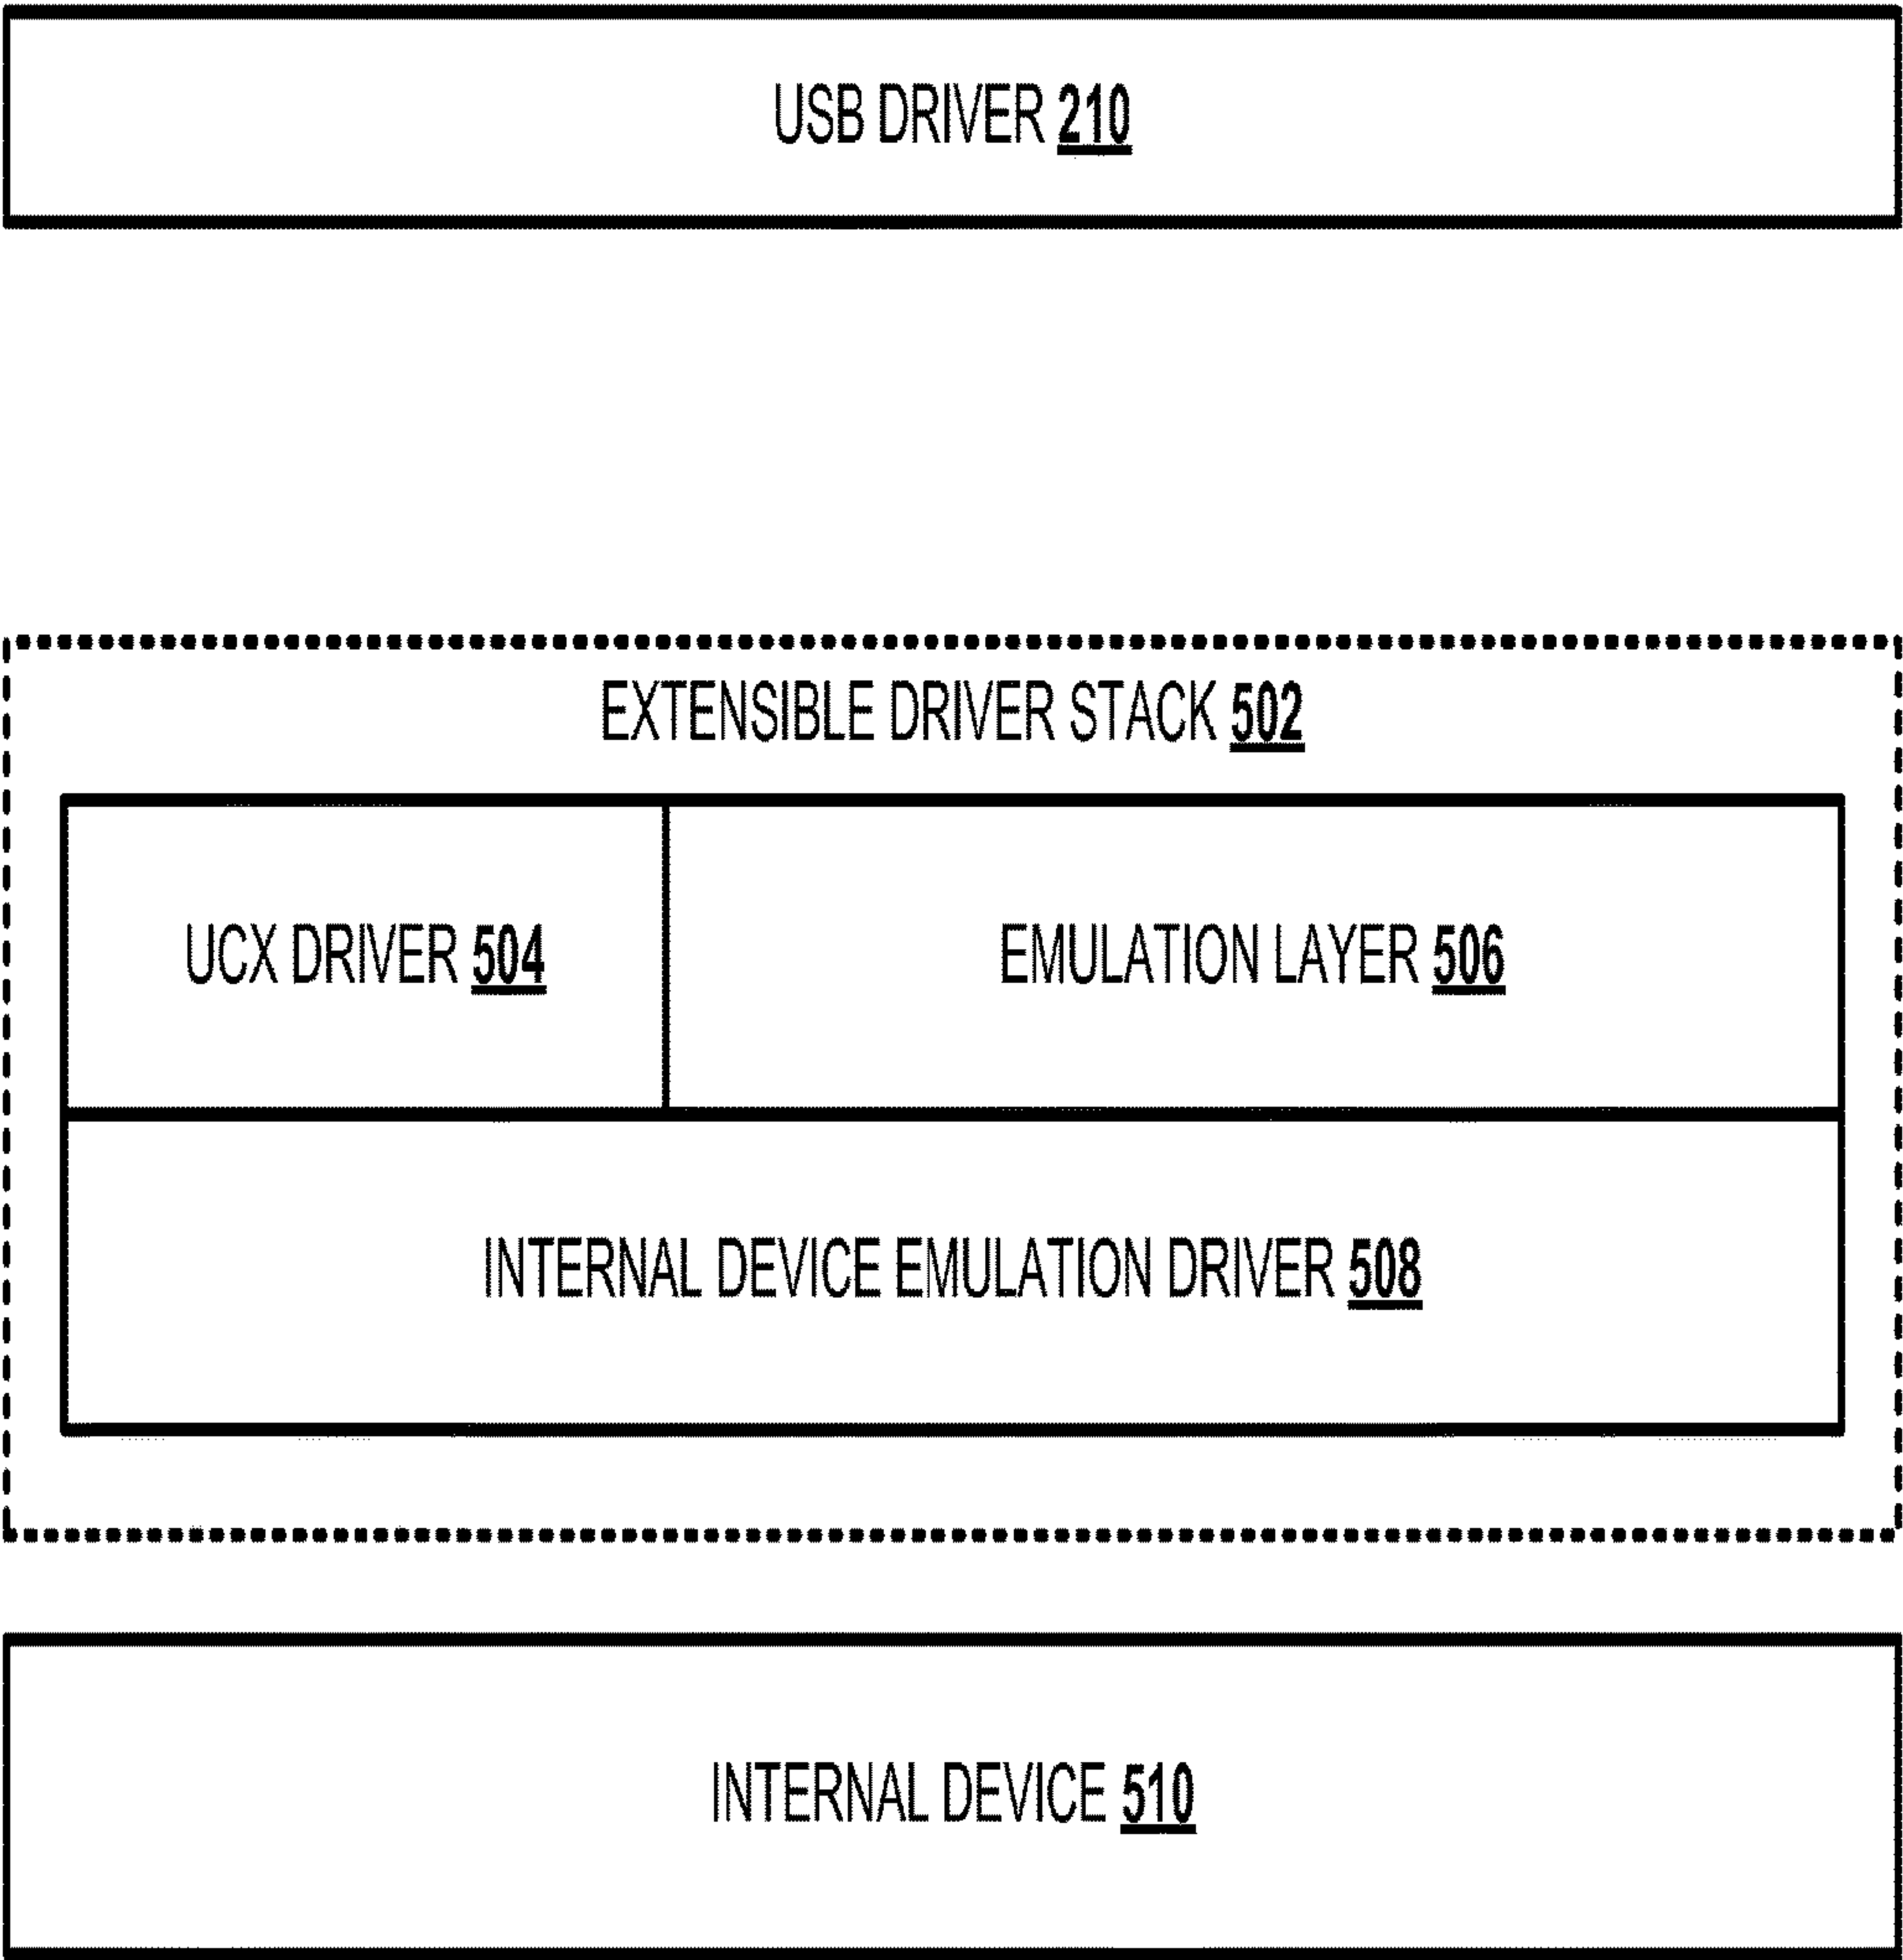 USB DRIVER 210
EXTENSIBLE DRIVER STACK 502
UCX DRIVER 504
EMULATION LAYER 506
INTERNAL DEVICE EMULATION DRIVER 508
INTERNAL DEVICE 510